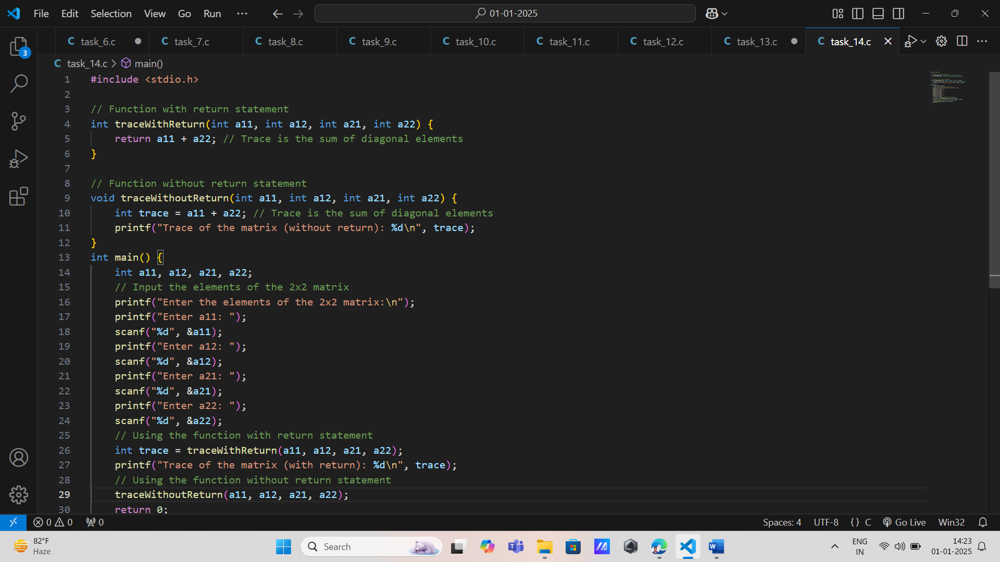 File Edit Selection View Go Run ··· 01-01-2025
3
task_6.c task_7.c task_8.c task_9.c task_10.c task_11.c task_12.c task_13.c task_14.c
task_14.c > main()
1 #include <stdio.h>
2
3 // Function with return statement
4 int traceWithReturn(int a11, int a12, int a21, int a22) {
5     return a11 + a22; // Trace is the sum of diagonal elements
6 }
7
8 // Function without return statement
9 void traceWithoutReturn(int a11, int a12, int a21, int a22) {
10     int trace = a11 + a22; // Trace is the sum of diagonal elements
11     printf("Trace of the matrix (without return): %d\n", trace);
12 }
13 int main() {
14     int a11, a12, a21, a22;
15     // Input the elements of the 2x2 matrix
16     printf("Enter the elements of the 2x2 matrix:\n");
17     printf("Enter a11: ");
18     scanf("%d", &a11);
19     printf("Enter a12: ");
20     scanf("%d", &a12);
21     printf("Enter a21: ");
22     scanf("%d", &a21);
23     printf("Enter a22: ");
24     scanf("%d", &a22);
25     // Using the function with return statement
26     int trace = traceWithReturn(a11, a12, a21, a22);
27     printf("Trace of the matrix (with return): %d\n", trace);
28     // Using the function without return statement
29     traceWithoutReturn(a11, a12, a21, a22);
30     return 0;
0 0 0 Spaces: 4 UTF-8 {} C Go Live Win32
82°F
Haze
Search
ENG
IN
14:23
01-01-2025